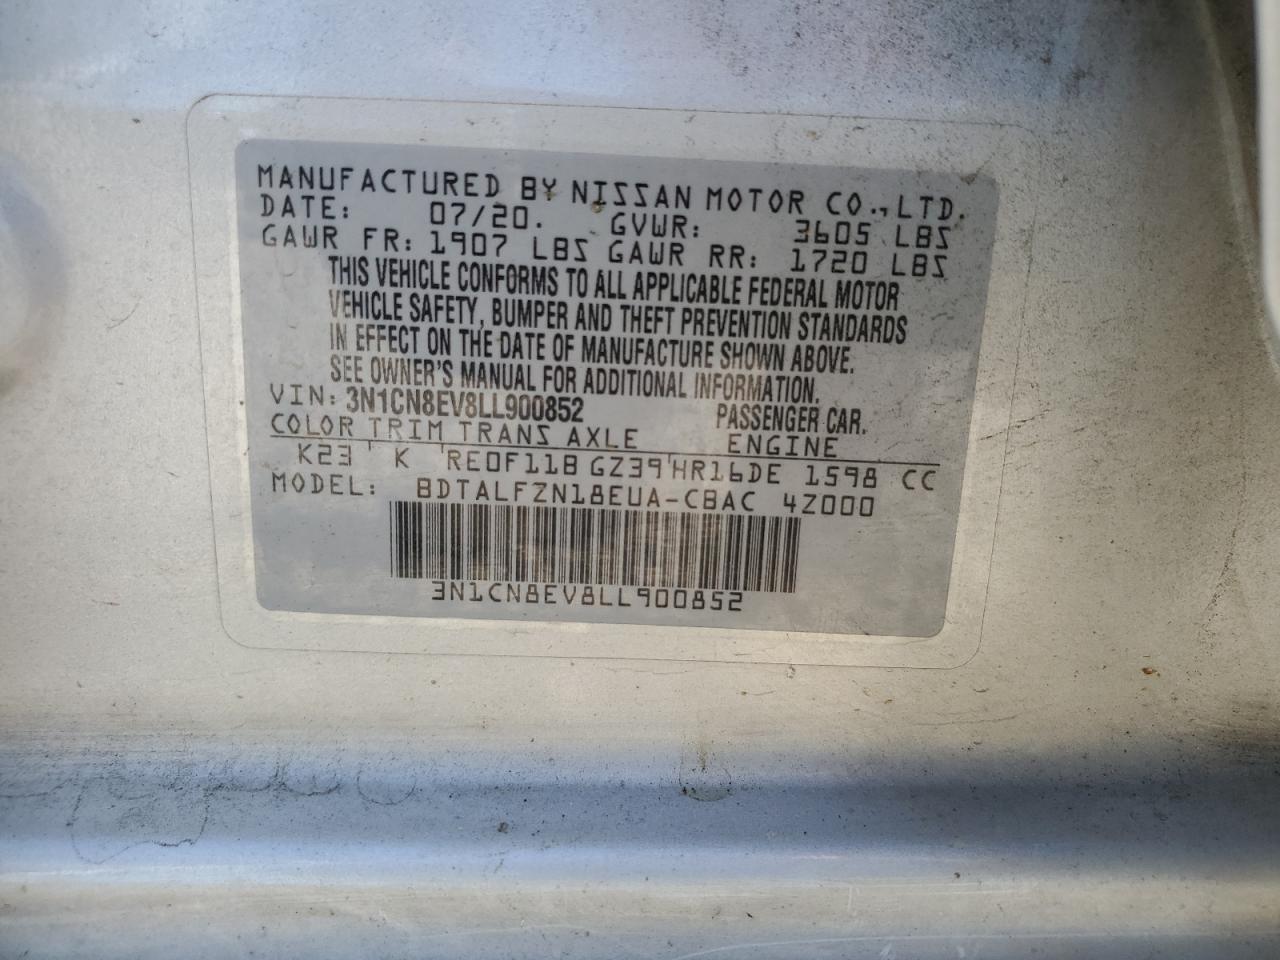 MANUFACTURED BY NISSAN MOTOR CO.,LTD.
DATE: 07/20. GVWR: 3605 LBS
GAWR FR: 1907 LBS GAWR RR: 1720 LBS
THIS VEHICLE CONFORMS TO ALL APPLICABLE FEDERAL MOTOR
VEHICLE SAFETY, BUMPER AND THEFT PREVENTION STANDARDS
IN EFFECT ON THE DATE OF MANUFACTURE SHOWN ABOVE.
SEE OWNER'S MANUAL FOR ADDITIONAL INFORMATION.
VIN: 3N1CN8EV8LL900852 PASSENGER CAR.
COLOR TRIM TRANS AXLE ENGINE
K23 K RE0F11B GZ39 HR16DE 1598 CC
MODEL: BDTALFZN18EUA-CBAC 4Z000
3N1CN8EV8LL900852